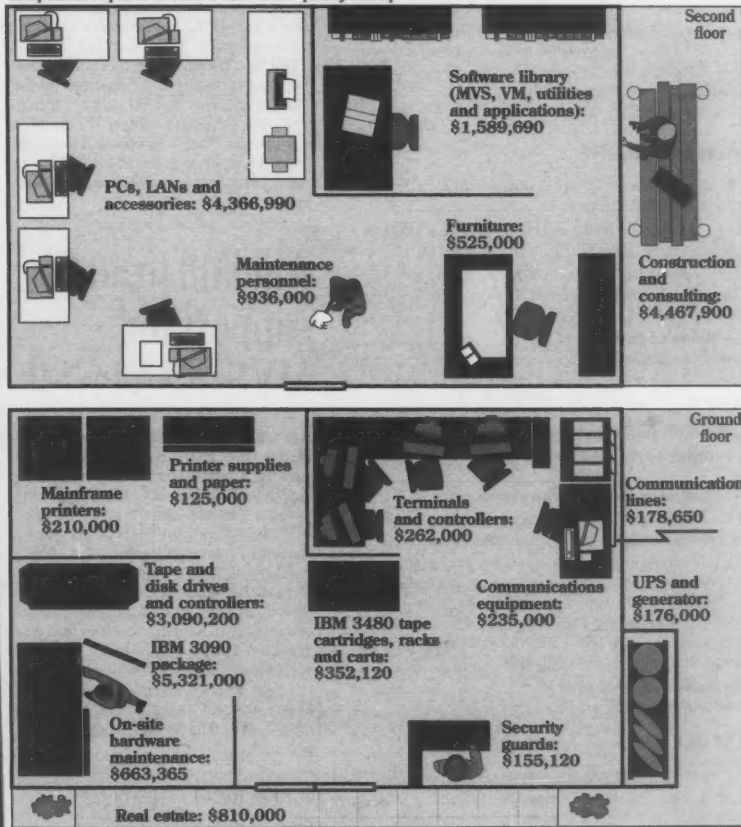 Second
floor
Software library
(MVS, VM, utilities
and applications):
$1,589,690
PCs, LANs and
accessories: $4,366,990
Furniture:
$525,000
Maintenance
personnel:
$936,000
Construction
and
consulting:
$4,467,900
Ground
floor
Mainframe
printers:
$210,000
Printer supplies
and paper:
$125,000
Terminals
and controllers:
$262,000
Communication
lines:
$178,650
Tape and
disk drives
and controllers:
$3,090,200
IBM 3480 tape
cartridges, racks
and carts:
$352,120
Communications
equipment:
$235,000
UPS and
generator:
$176,000
IBM 3090
package:
$5,321,000
On-site
hardware
maintenance:
$663,365
Security
guards:
$155,120
Real estate: $810,000